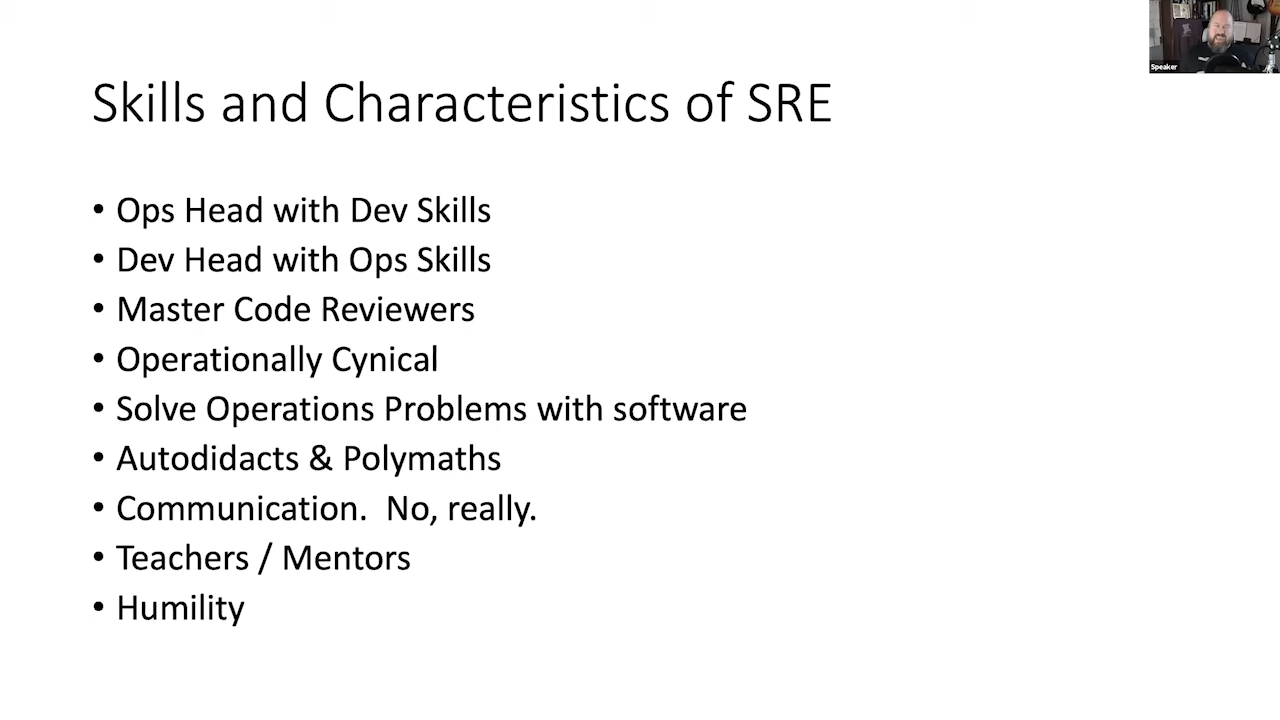 Speaker
Skills and Characteristics of SRE
• Ops Head with Dev Skills
• Dev Head with Ops Skills
• Master Code Reviewers
• Operationally Cynical
• Solve Operations Problems with software
• Autodidacts & Polymaths
• Communication.  No, really.
• Teachers / Mentors
• Humility